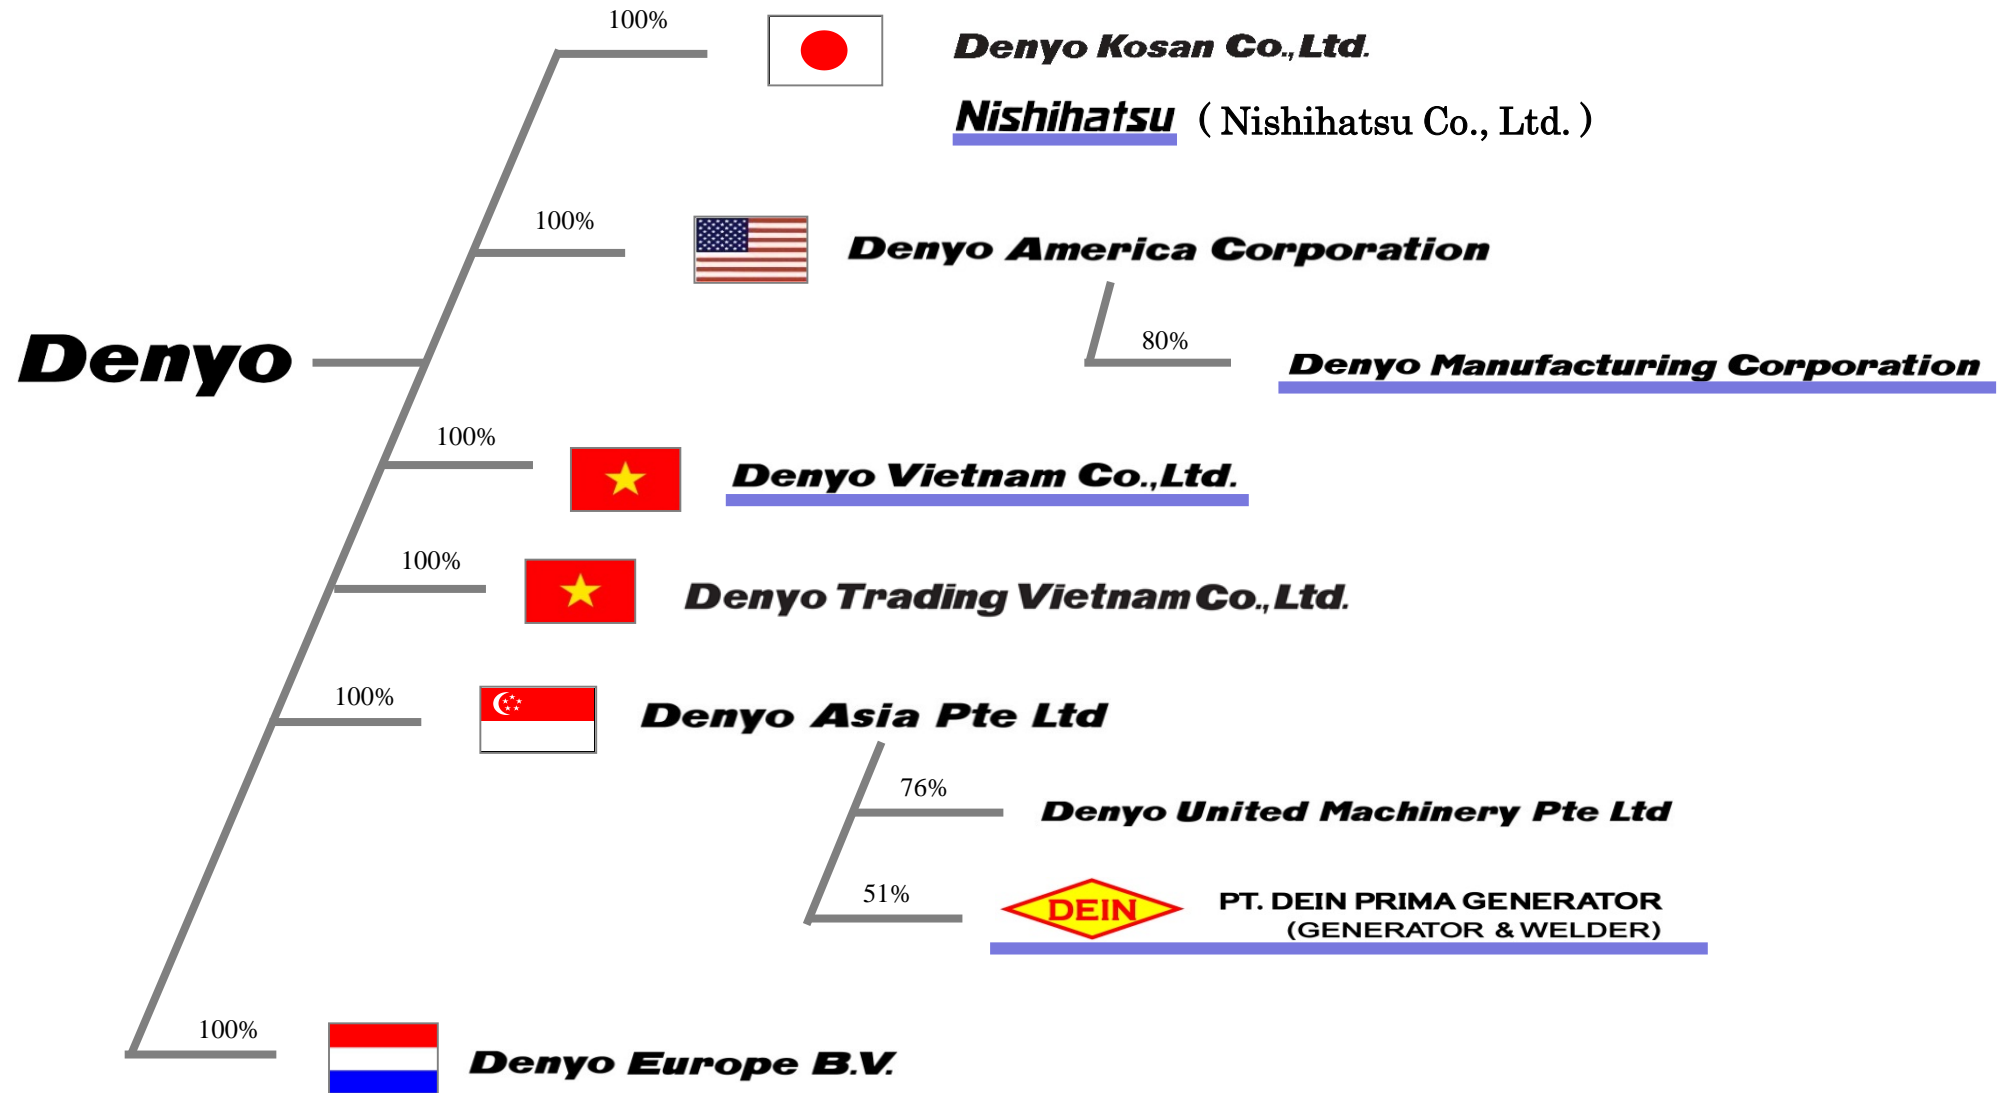 100%
Denyo Kosan Co.,Ltd.
Nishihatsu ( Nishihatsu Co., Ltd. )
100%
Denyo America Corporation
80%
Denyo Manufacturing Corporation
Denyo
100%
Denyo Vietnam Co.,Ltd.
100%
Denyo Trading Vietnam Co.,Ltd.
100%
Denyo Asia Pte Ltd
76%
Denyo United Machinery Pte Ltd
51%
DEIN PT. DEIN PRIMA GENERATOR
(GENERATOR & WELDER)
100%
Denyo Europe B.V.